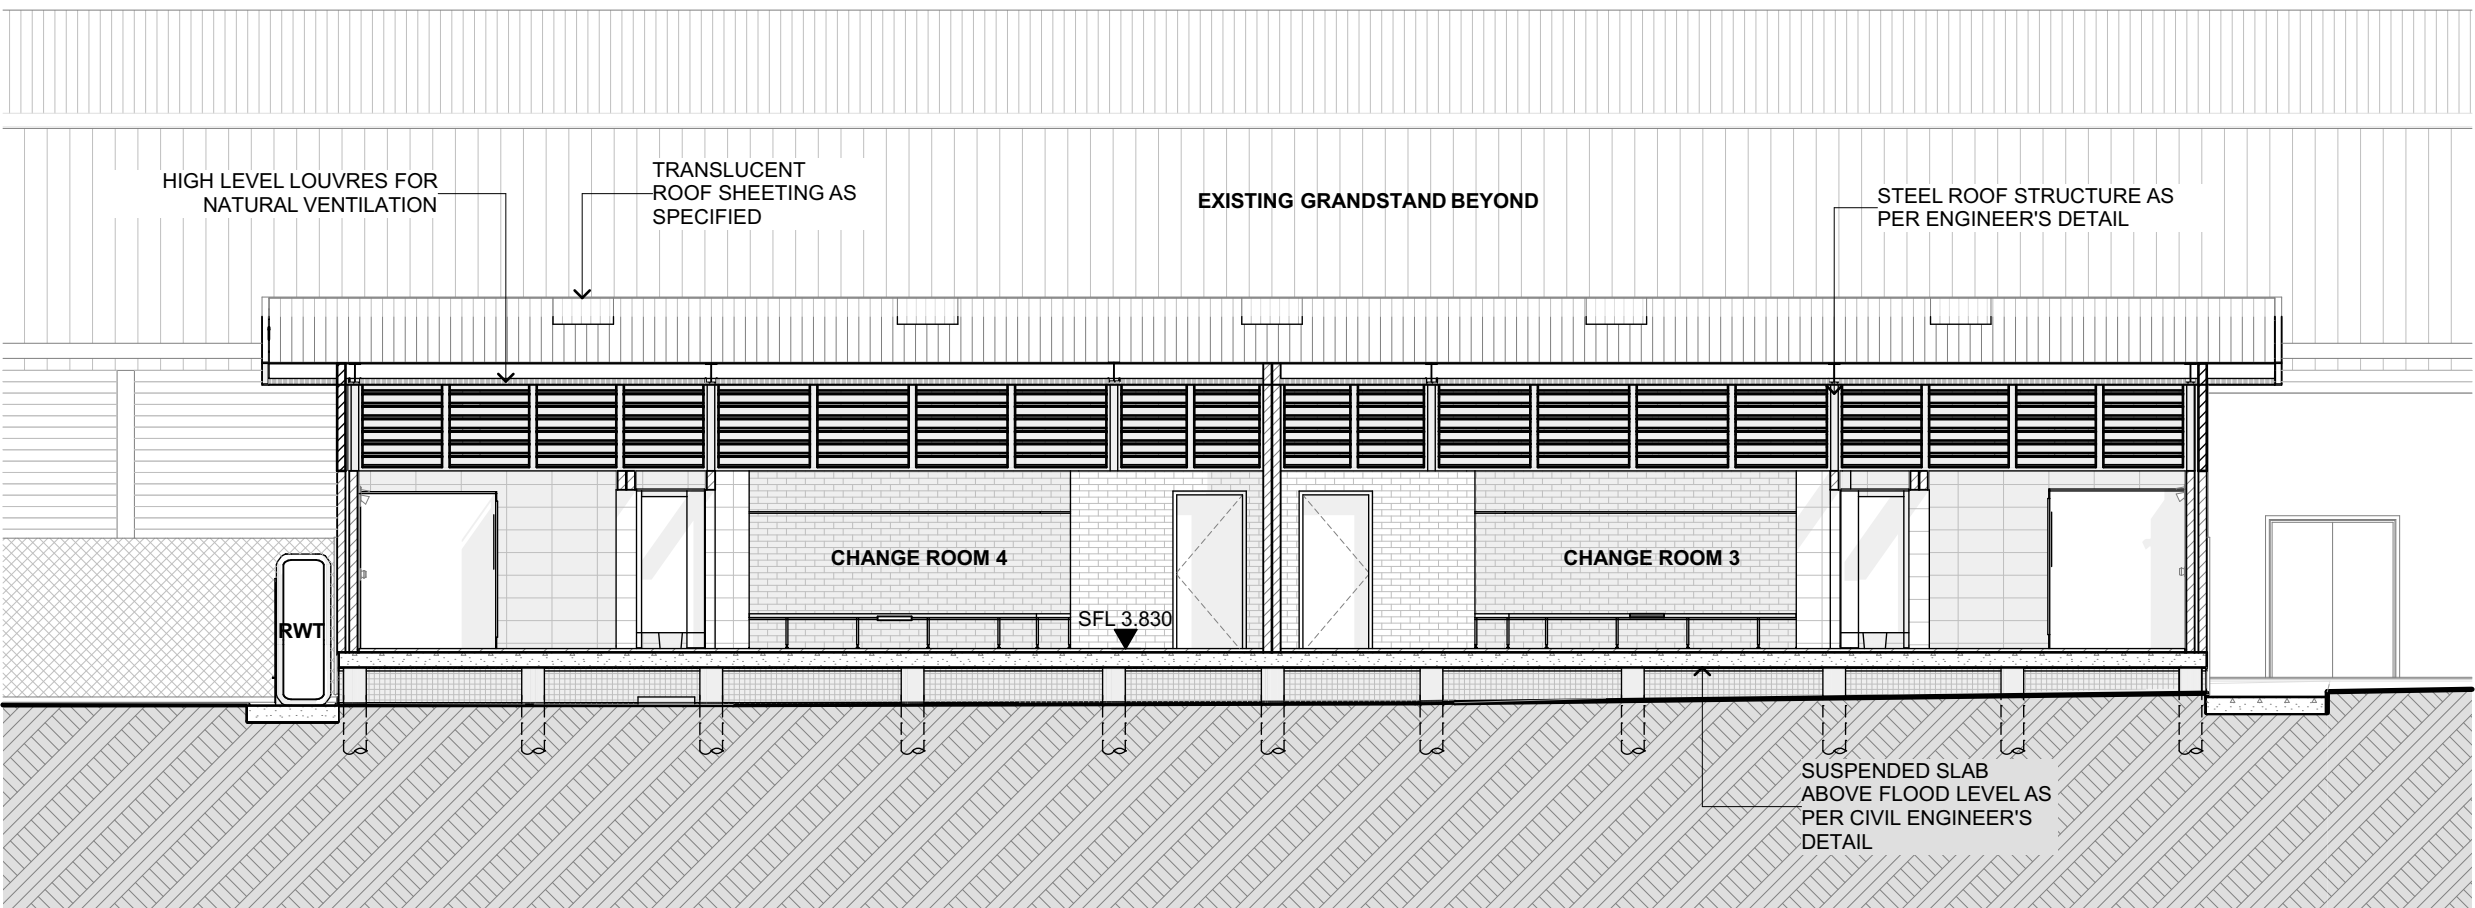 HIGH LEVEL LOUVRES FOR
NATURAL VENTILATION
TRANSLUCENT
ROOF SHEETING AS
SPECIFIED
EXISTING GRANDSTAND BEYOND
STEEL ROOF STRUCTURE AS
PER ENGINEER'S DETAIL
CHANGE ROOM 4
CHANGE ROOM 3
SFL 3.830
RWT
SUSPENDED SLAB
ABOVE FLOOD LEVEL AS
PER CIVIL ENGINEER'S
DETAIL